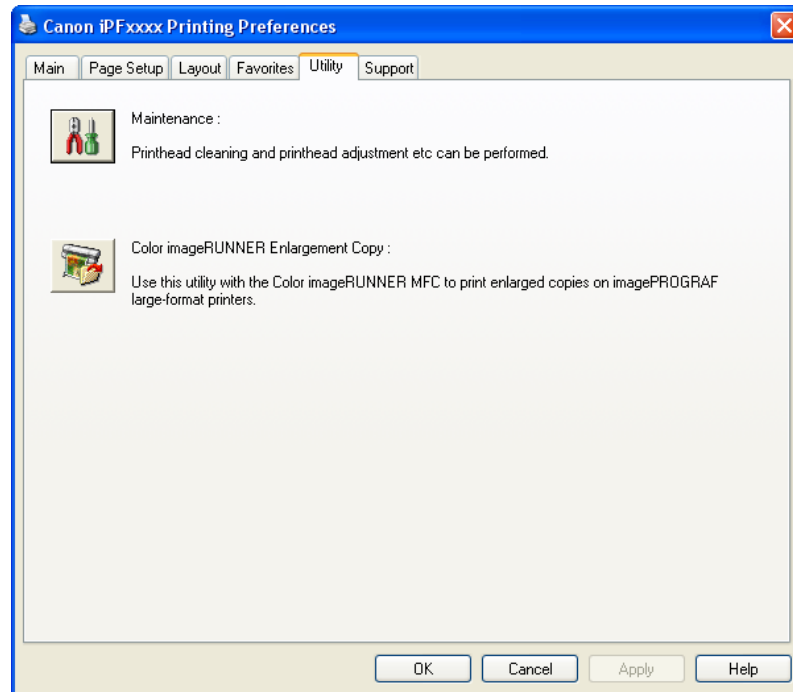 Canon iPFxxxx Printing Preferences
Main Page Setup Layout Favorites Utility Support
Maintenance :
Printhead cleaning and printhead adjustment etc can be performed.
Color imageRUNNER Enlargement Copy :
Use this utility with the Color imageRUNNER MFC to print enlarged copies on imagePROGRAF
large-format printers.
OK Cancel Apply Help